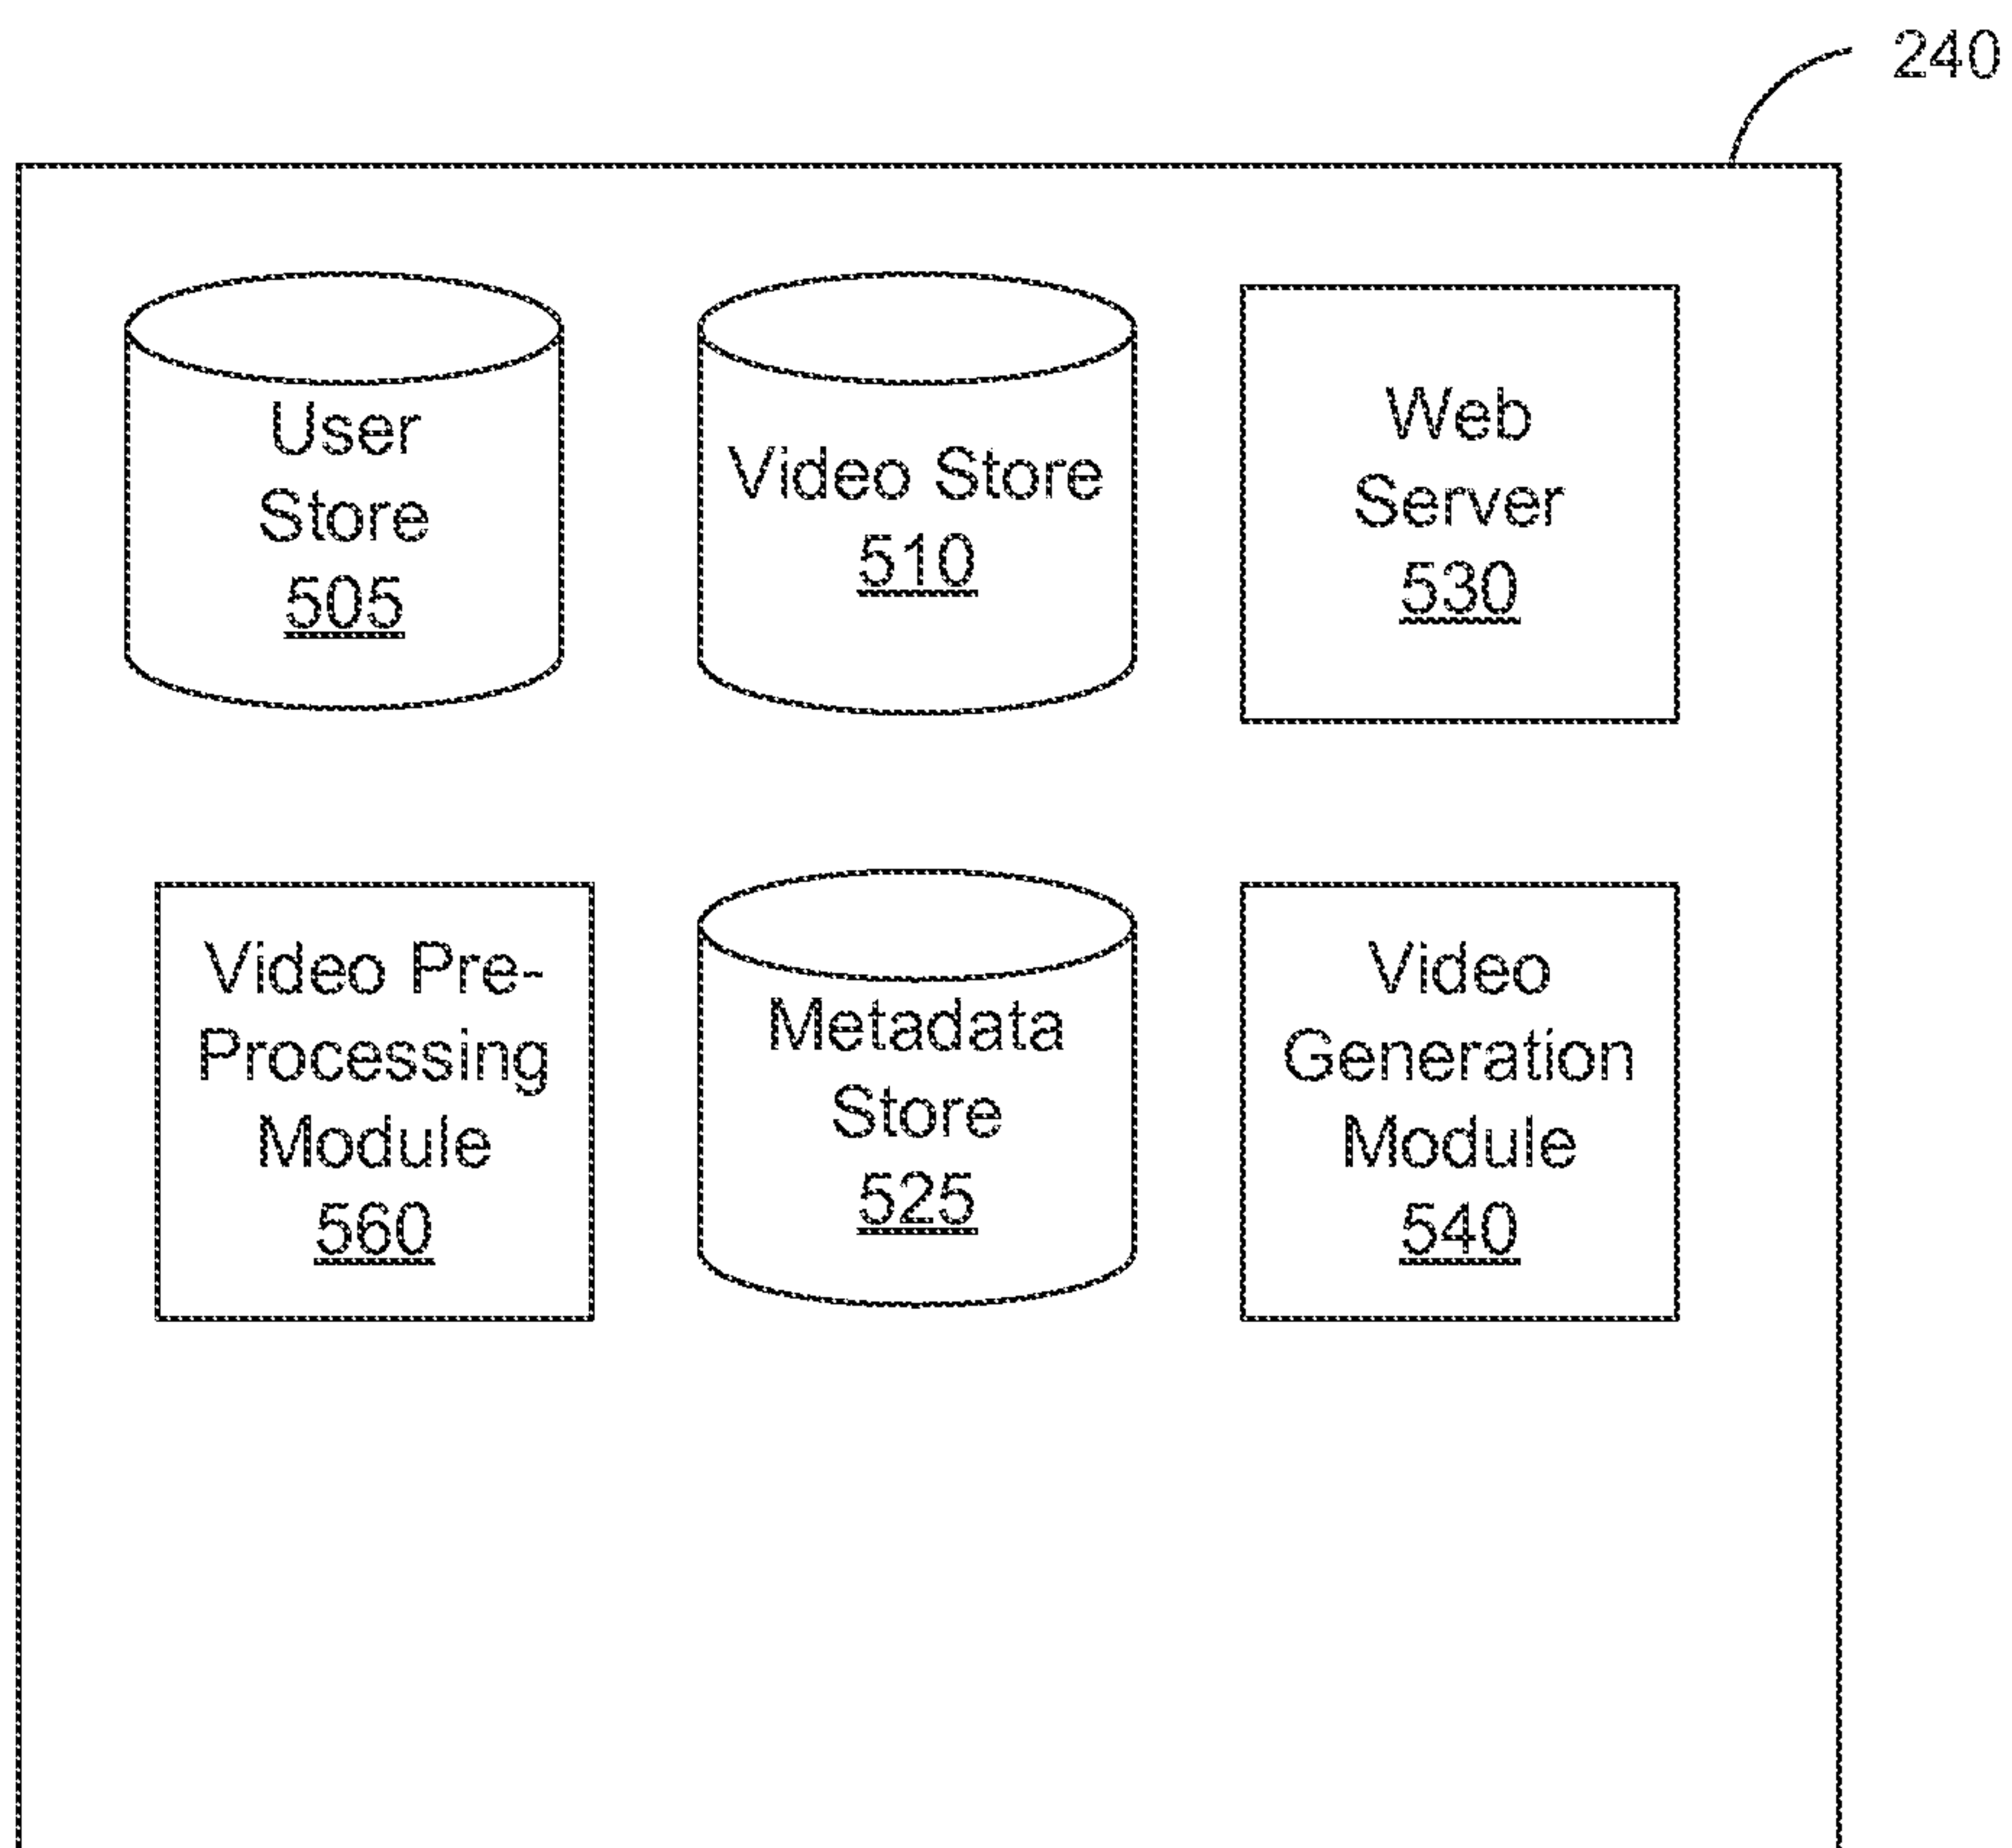 240
User
Store
505
Video Store
510
Web
Server
530
Video Pre-
Processing
Module
560
Metadata
Store
525
Video
Generation
Module
540